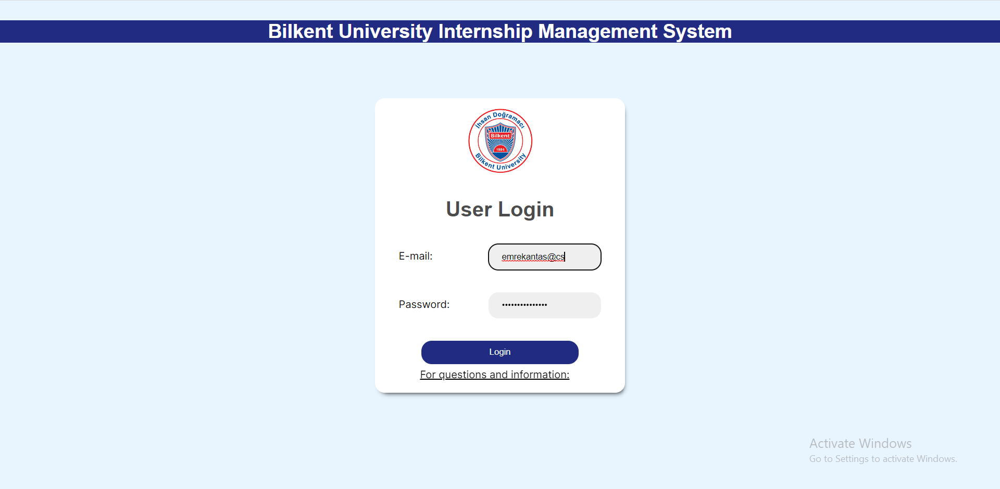 Bilkent University Internship Management System
İhsan Doğramacı
Bilkent
1984
Bilkent University
User Login
E-mail:
emrekantas@cs
Password:
•••••••••••••••
Login
For questions and information:
Activate Windows
Go to Settings to activate Windows.